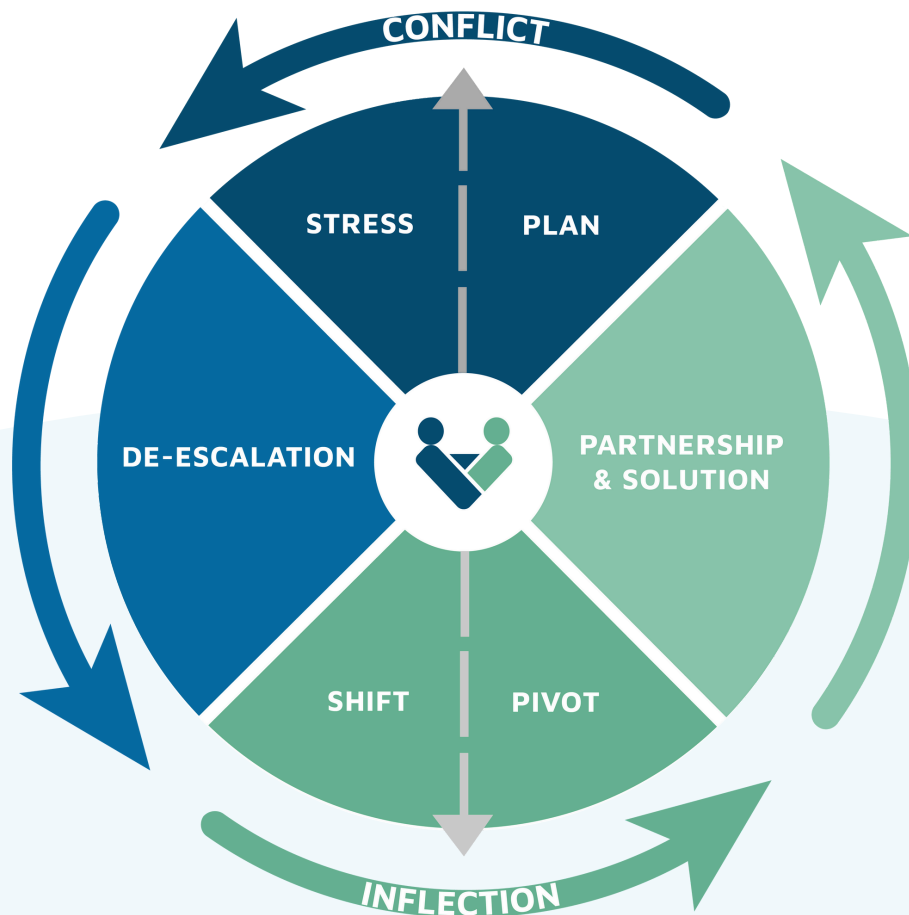 CONFLICT
STRESS
PLAN
DE-ESCALATION
PARTNERSHIP
& SOLUTION
SHIFT
PIVOT
INFLECTION